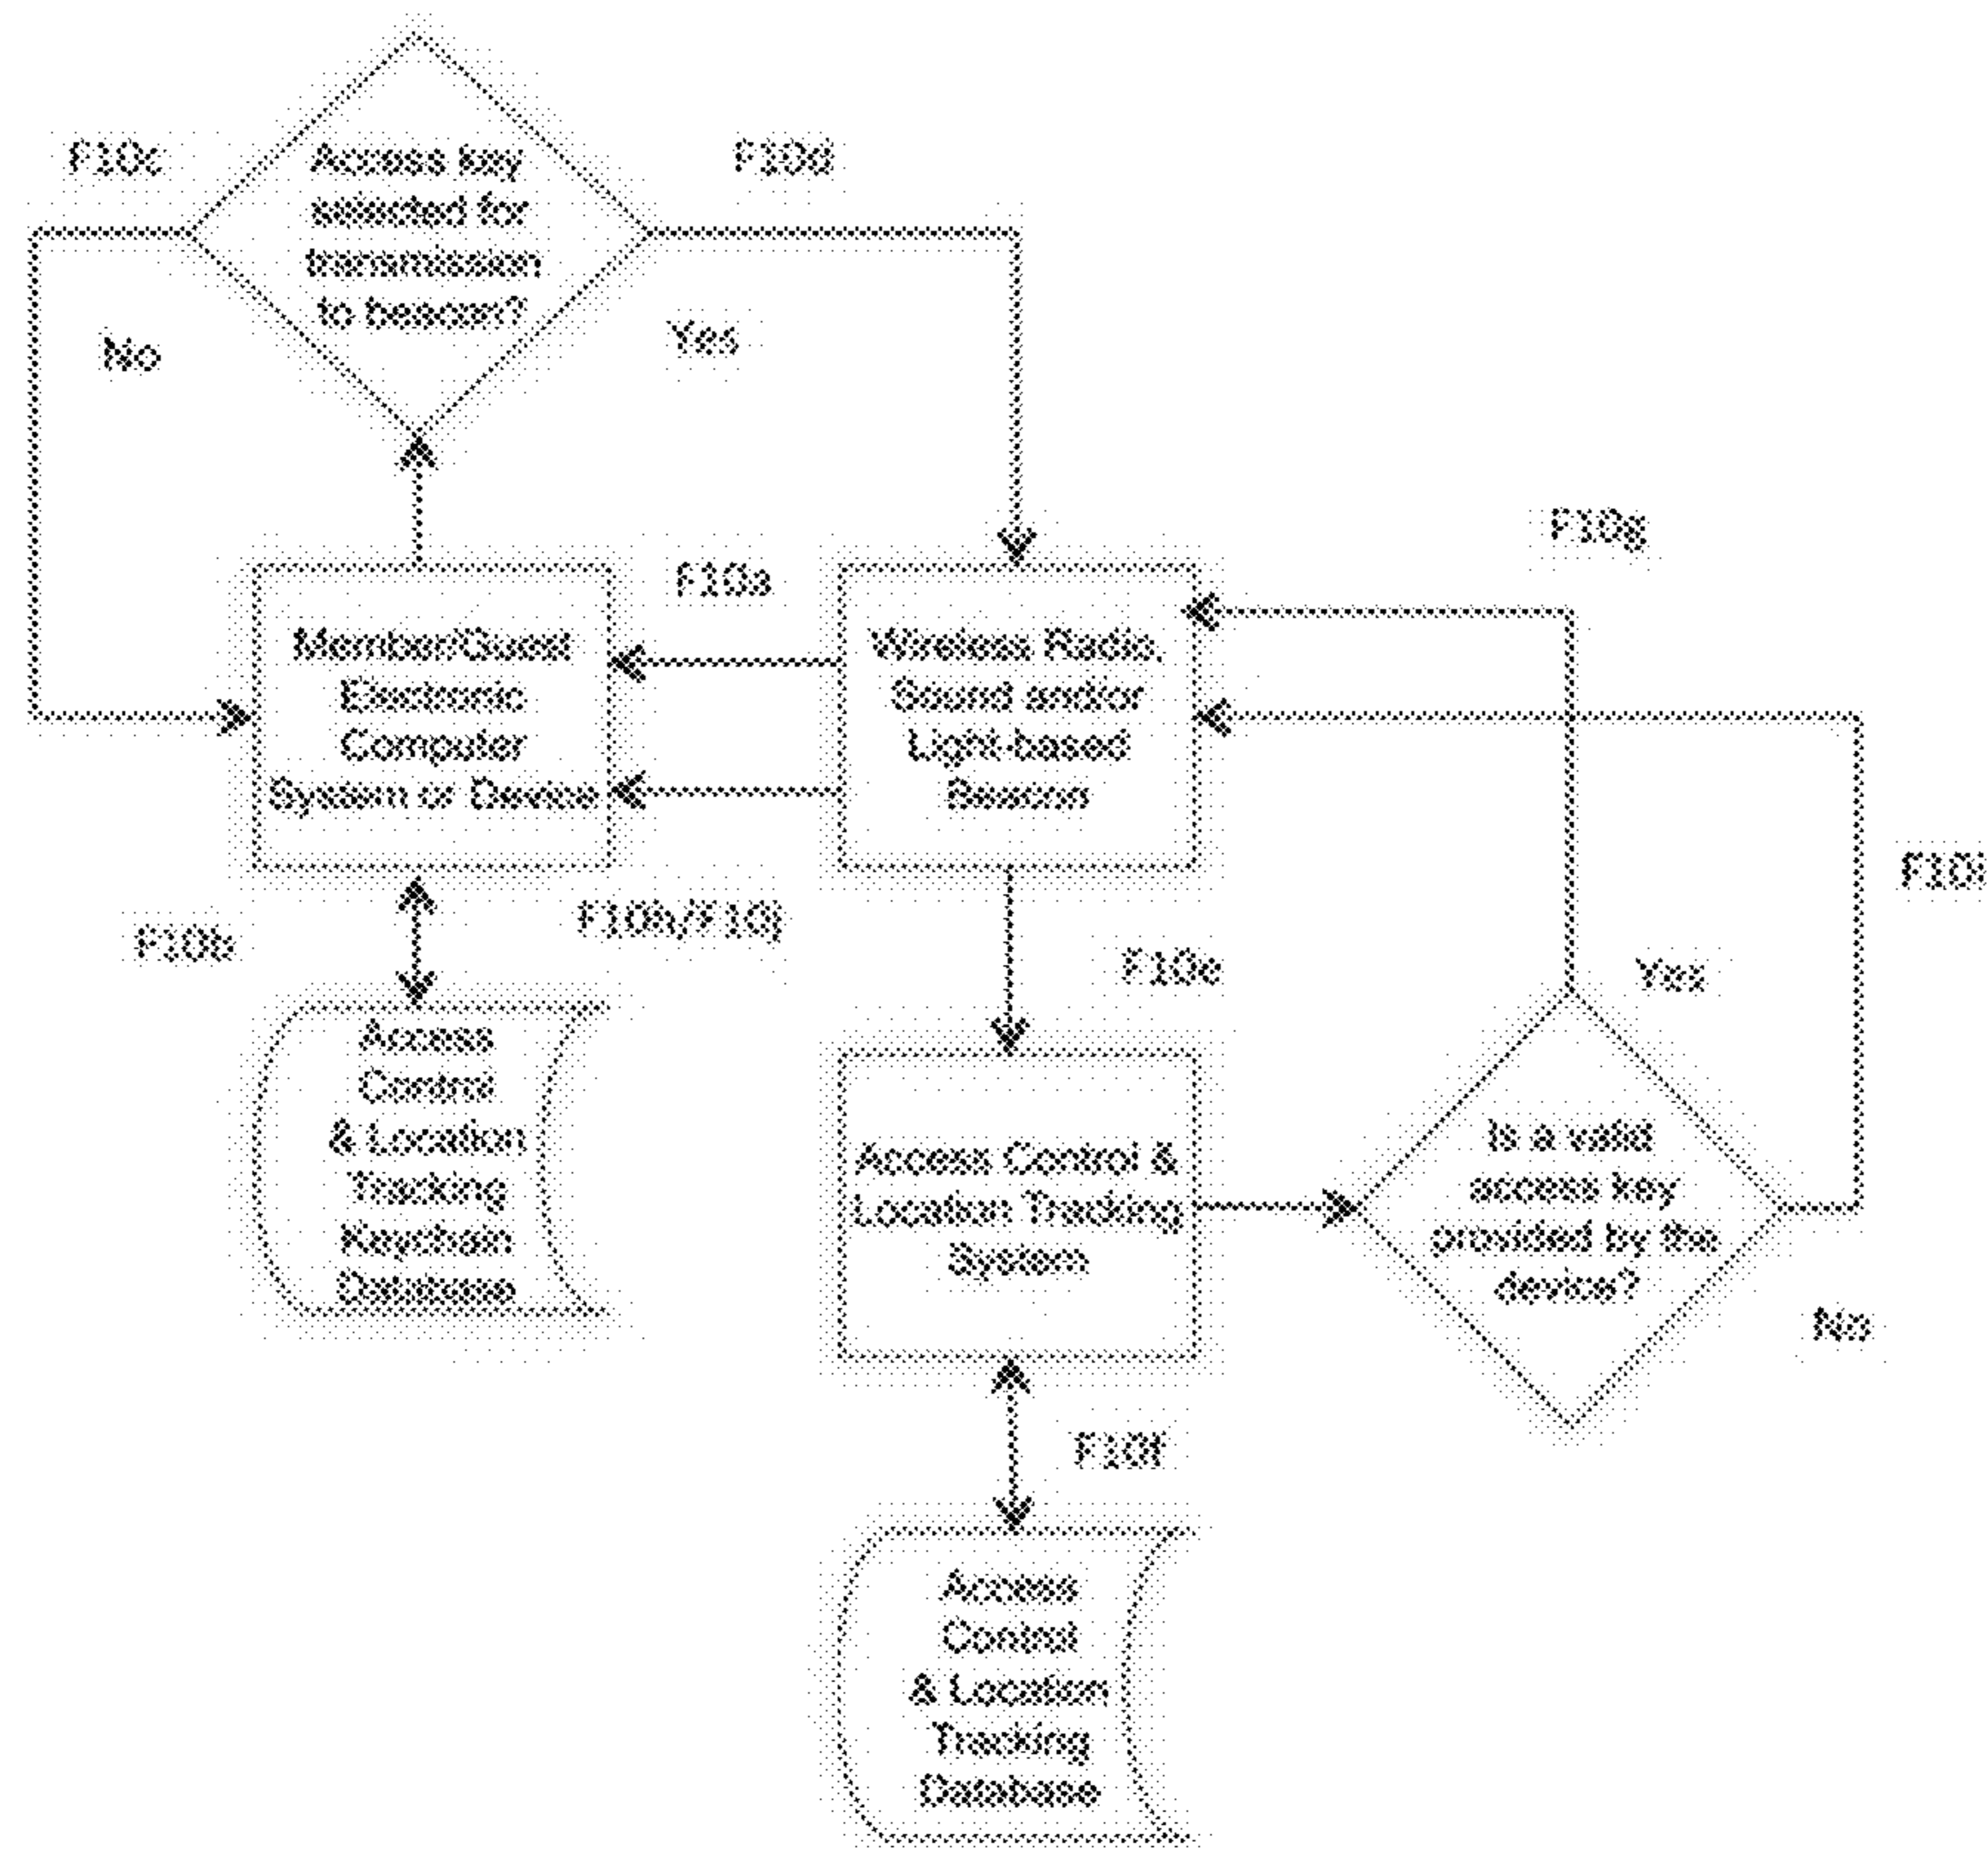 F10c
Access key
selected for
transmission
to beacon?
F10d
No
Yes
F10g
F10a
Member/Guest
Electronic
Computer
System or Device
Wireless Radio,
Sound and/or
Light-based
Beacon
F10i
F10b
F10h/F10j
F10e
Yes
Access
Control
& Location
Tracking
Keychain
Database
Access Control &
Location Tracking
System
Is a valid
access key
provided by the
device?
No
F10f
Access
Control
& Location
Tracking
Database